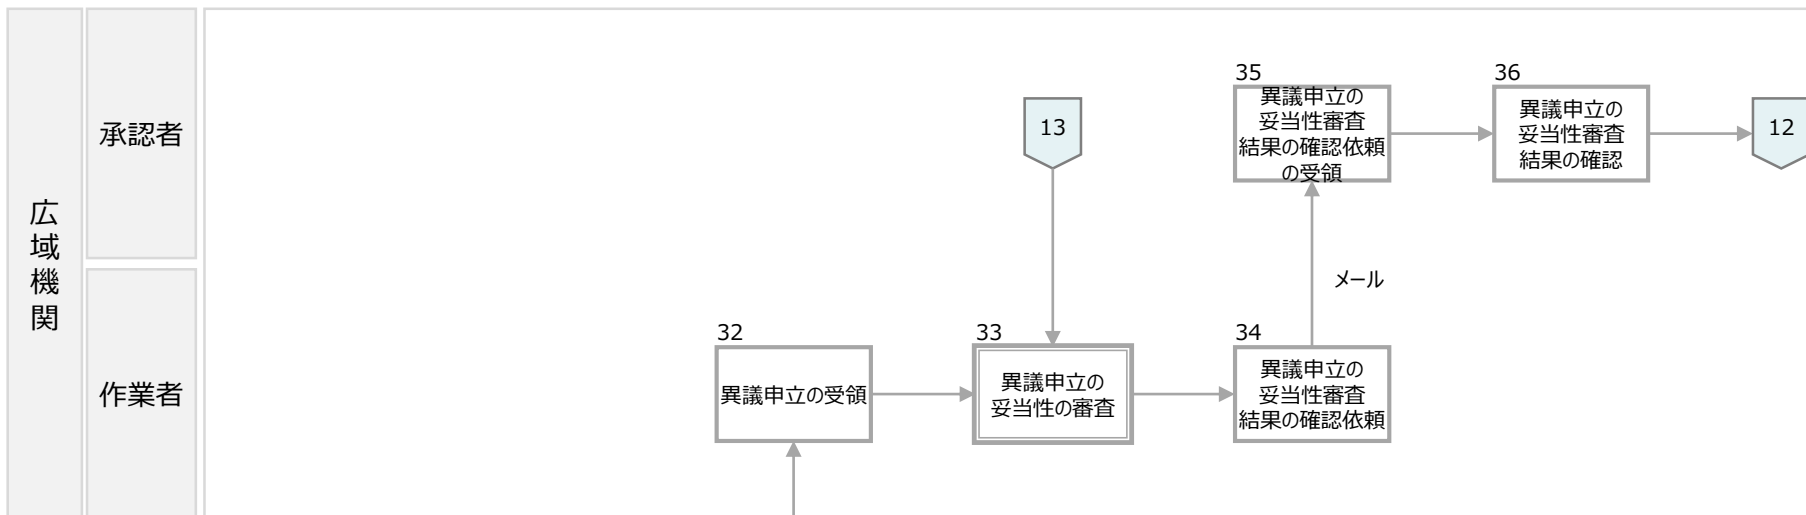 広域機関
承認者
13
35
異議申立の
妥当性審査
結果の確認依頼
の受領
36
異議申立の
妥当性審査
結果の確認
12
メール
作業者
32
異議申立の受領
33
異議申立の
妥当性の審査
34
異議申立の
妥当性審査
結果の確認依頼